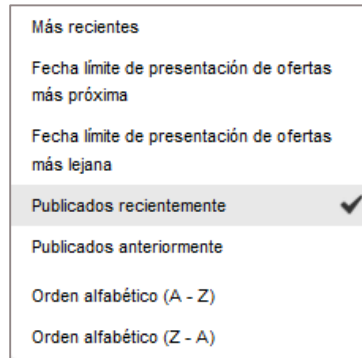 Más recientes
Fecha límite de presentación de ofertas
más próxima
Fecha límite de presentación de ofertas
más lejana
Publicados recientemente
Publicados anteriormente
Orden alfabético (A - Z)
Orden alfabético (Z - A)